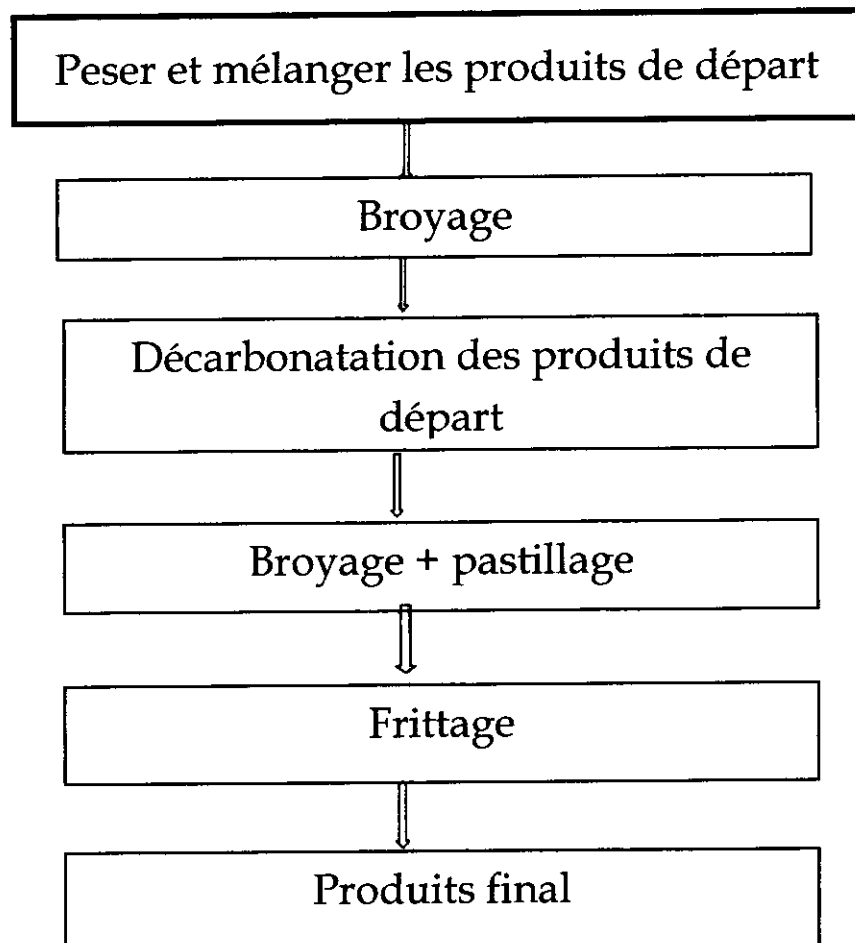 Peser et mélanger les produits de départ
Broyage
Décarbonatation des produits de
départ
Broyage + pastillage
Frittage
Produits final